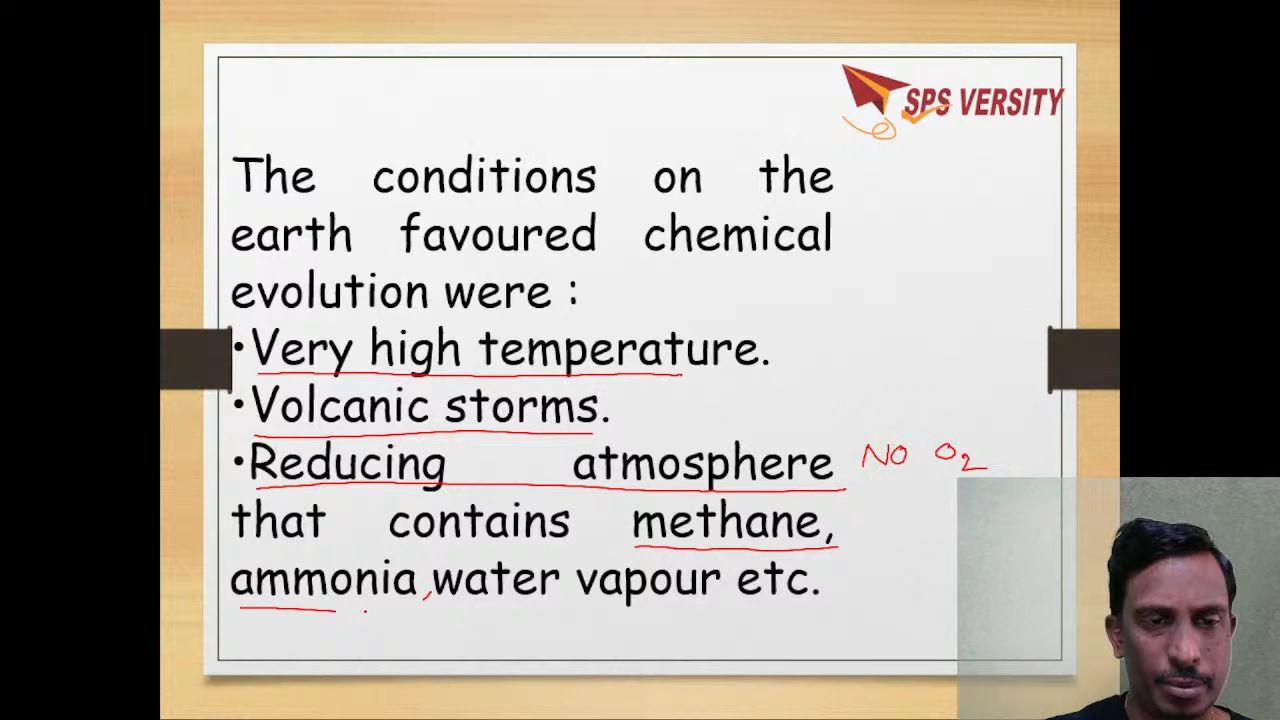 SPS VERSITY
The conditions on the
earth favoured chemical
evolution were :
•Very high temperature.
•Volcanic storms.
•Reducing atmosphere NO O2
that contains methane,
ammonia ,water vapour etc.